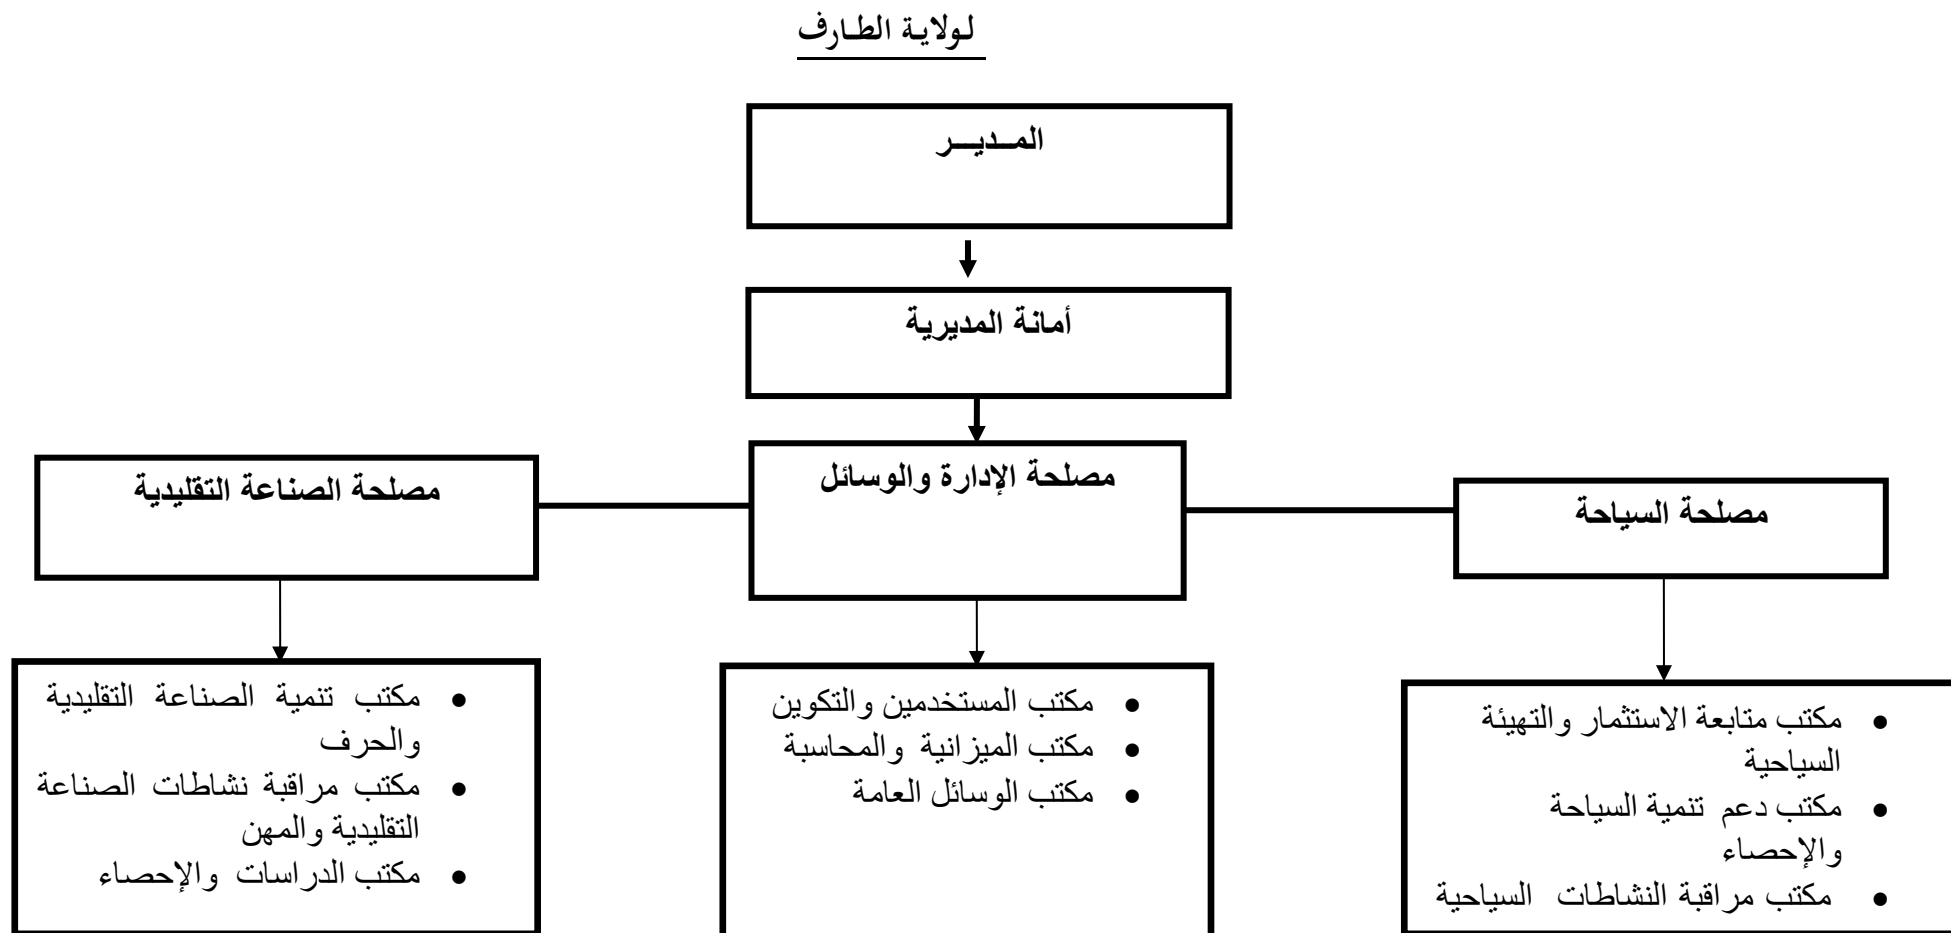 لولاية الطارف
المــديــر
أمانة المديرية
مصلحة السياحة
مصلحة الإدارة والوسائل
مصلحة الصناعة التقليدية
• مكتب متابعة الاستثمار والتهيئة
السياحية
• مكتب دعم تنمية السياحة
والإحصاء
• مكتب مراقبة النشاطات السياحية
• مكتب المستخدمين والتكوين
• مكتب الميزانية والمحاسبة
• مكتب الوسائل العامة
• مكتب تنمية الصناعة التقليدية
والحرف
• مكتب مراقبة نشاطات الصناعة
التقليدية والمهن
• مكتب الدراسات والإحصاء